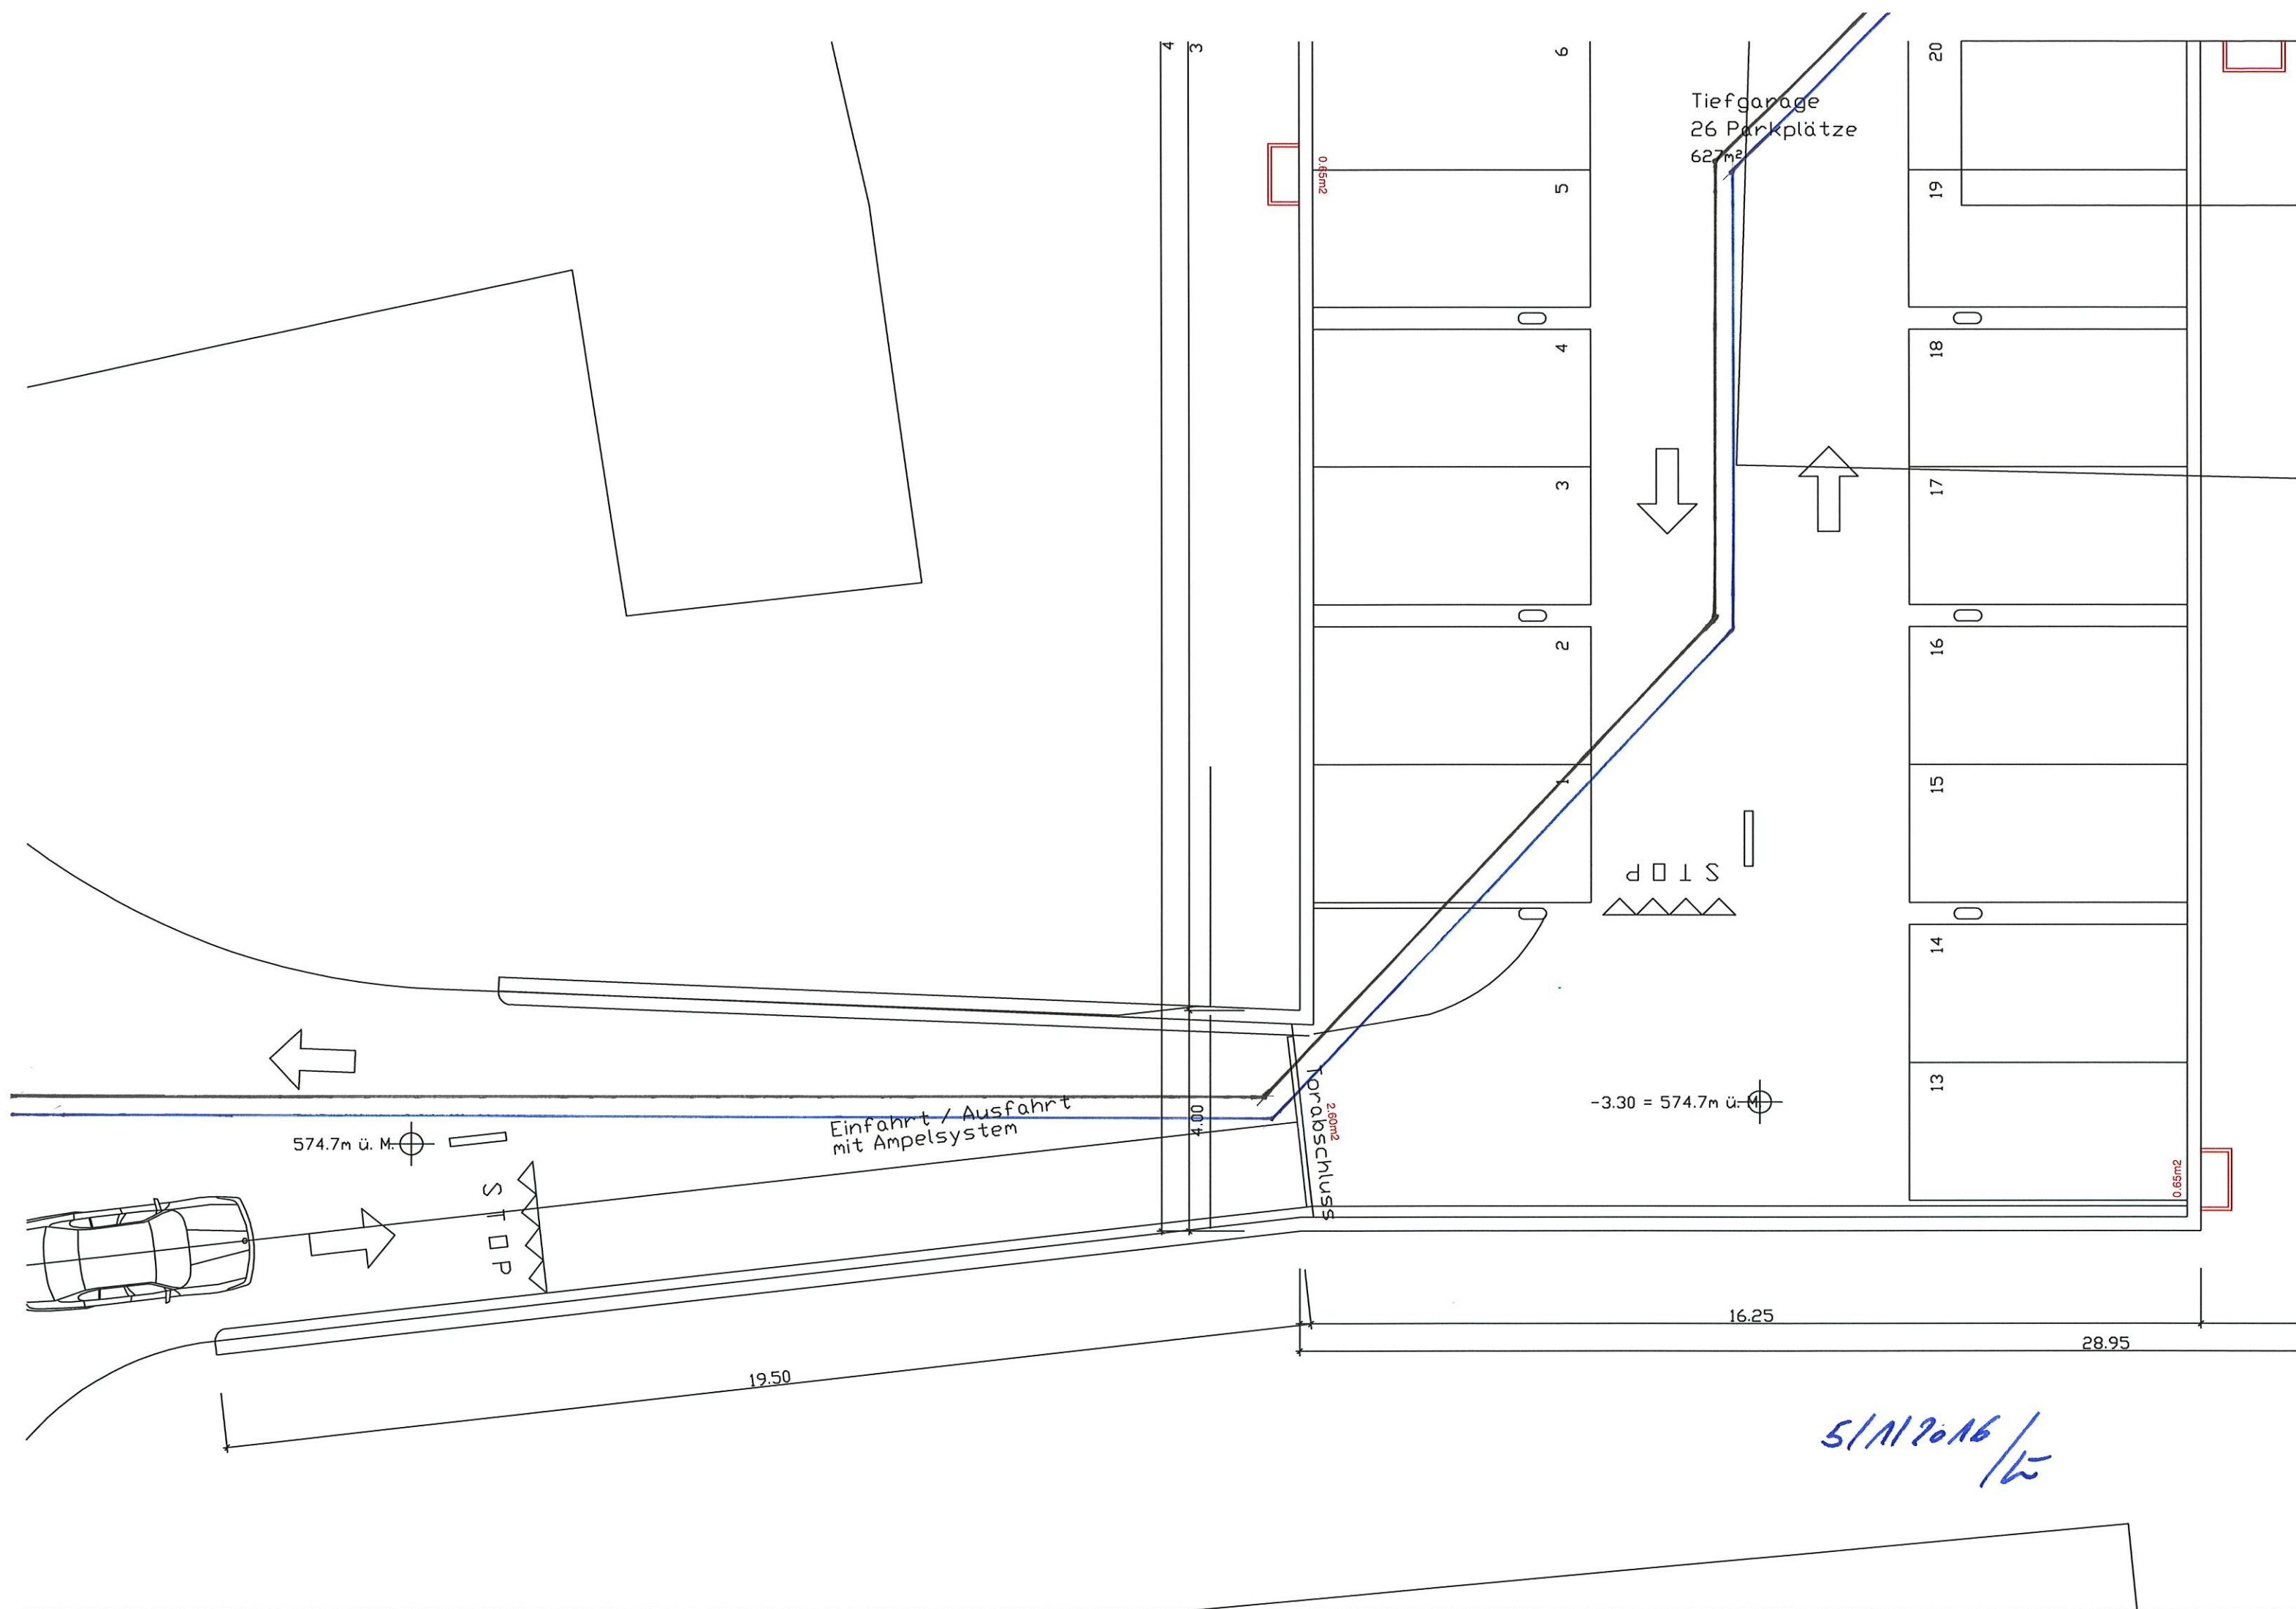 4
3
6
20
Tiefgarage
26 Parkplätze
627m²
0.65m2
5
19
4
18
3
17
2
16
1
15
STOP
14
13
Einfahrt / Ausfahrt
mit Ampelsystem
4.00
Torabschluss
2.60m2
-3.30 = 574.7m ü. M
574.7m ü. M.
STOP
0.65m2
16.25
28.95
19.50
5/1/2016